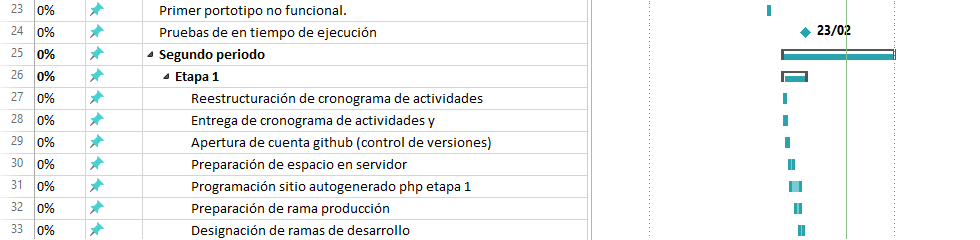 23 0% Primer portotipo no funcional.
24 0% Pruebas de en tiempo de ejecución 23/02
25 0% Segundo periodo
26 0% Etapa 1
27 0% Reestructuración de cronograma de actividades
28 0% Entrega de cronograma de actividades y
29 0% Apertura de cuenta github (control de versiones)
30 0% Preparación de espacio en servidor
31 0% Programación sitio autogenerado php etapa 1
32 0% Preparación de rama producción
33 0% Designación de ramas de desarrollo